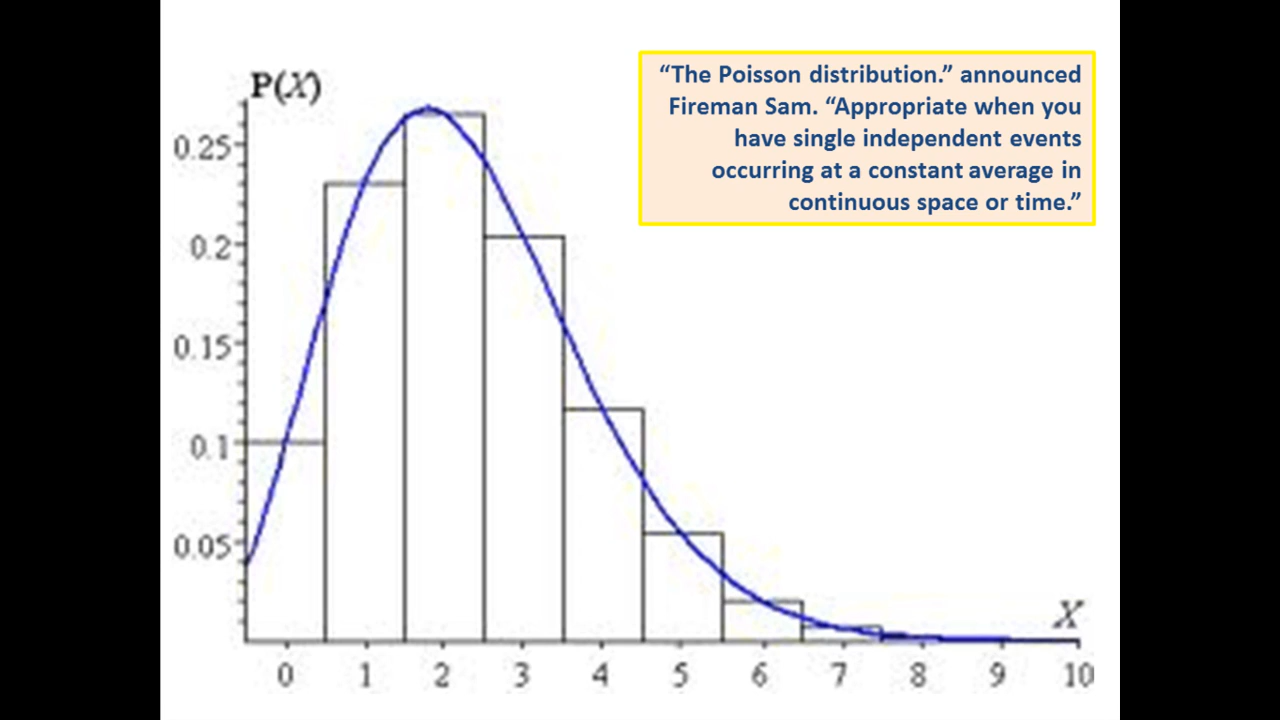 P(X)
“The Poisson distribution.” announced
Fireman Sam. “Appropriate when you
have single independent events
occurring at a constant average in
continuous space or time.”
0.25
0.2
0.15
0.1
0.05
X
0 1 2 3 4 5 6 7 8 9 10